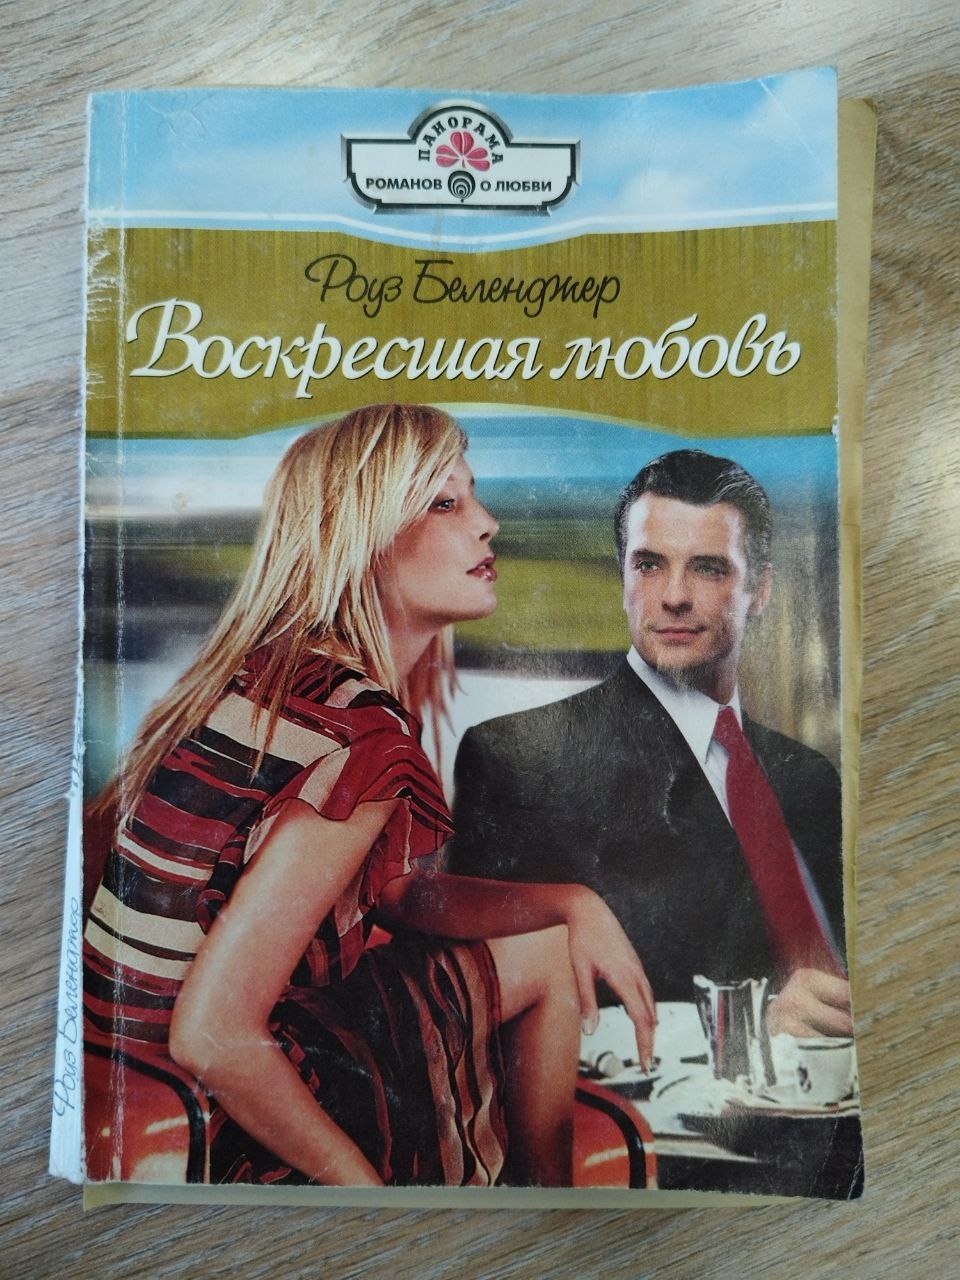 ПАНОРАМА
РОМАНОВ О ЛЮБВИ
Роуз Беленджер
Воскресшая любовь
Роуз Беленджер